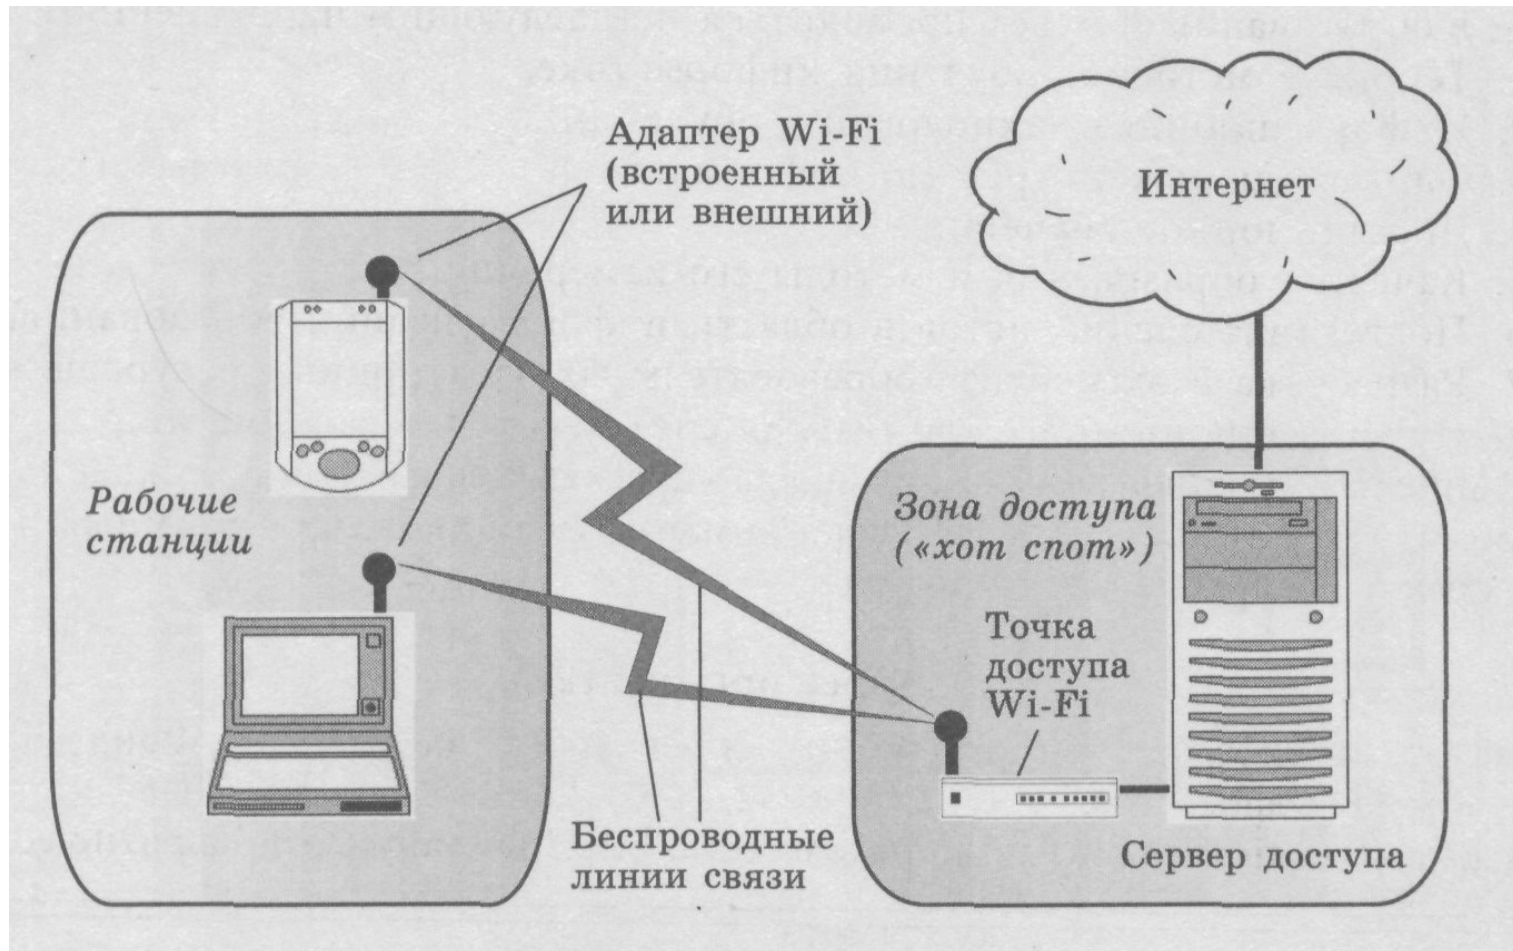 Адаптер Wi-Fi
(встроенный
или внешний)
Интернет
Рабочие
станции
Зона доступа
(«хот спот»)
Точка
доступа
Wi-Fi
Беспроводные
линии связи
Сервер доступа